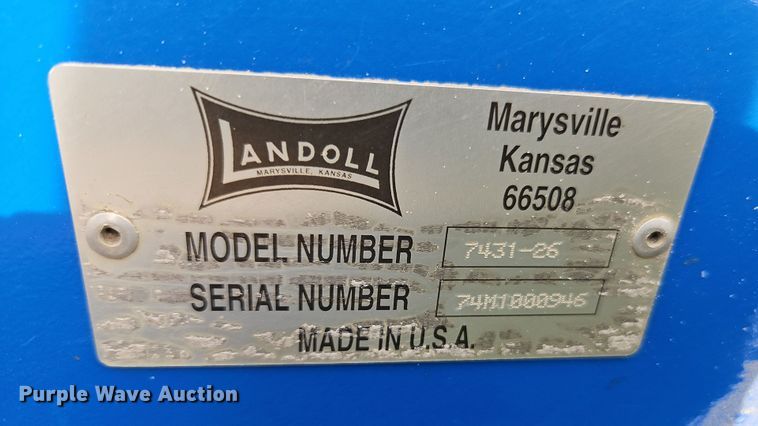 LANDOLL
MARYSVILLE, KANSAS
Marysville
Kansas
66508
MODEL NUMBER 7431-26
SERIAL NUMBER 74M1000946
MADE IN U.S.A.
Purple Wave Auction